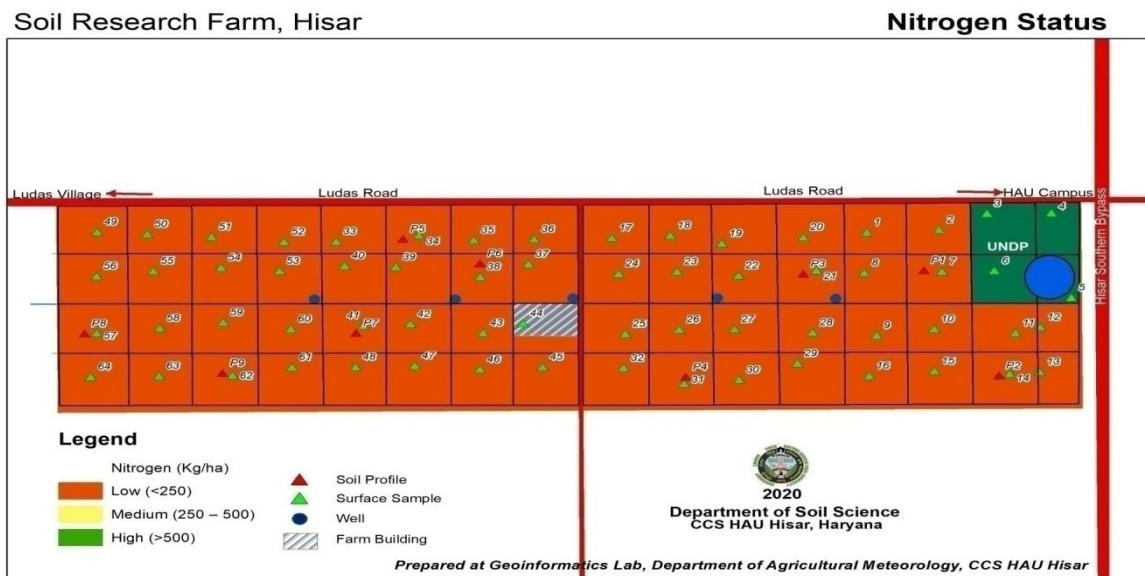 Soil Research Farm, Hisar
Nitrogen Status
Ludas Village
Ludas Road
Ludas Road
HAU Campus
Hisar Southern Bypass
49 50 51 52 33 P5 34 35 36 17 18 19 20 1 2 3 4
UNDP
56 55 54 53 40 39 P6 38 37 24 23 22 P3 21 8 P1 7 6 5
P8 57 58 59 60 41 P7 42 43 44 25 26 27 28 9 10 11 12
64 63 P9 62 61 48 47 46 45 32 P4 31 30 29 16 15 P2 14 13
Legend
Nitrogen (Kg/ha)
Low (<250)
Medium (250 – 500)
High (>500)
Soil Profile
Surface Sample
Well
Farm Building
2020
Department of Soil Science
CCS HAU Hisar, Haryana
Prepared at Geoinformatics Lab, Department of Agricultural Meteorology, CCS HAU Hisar